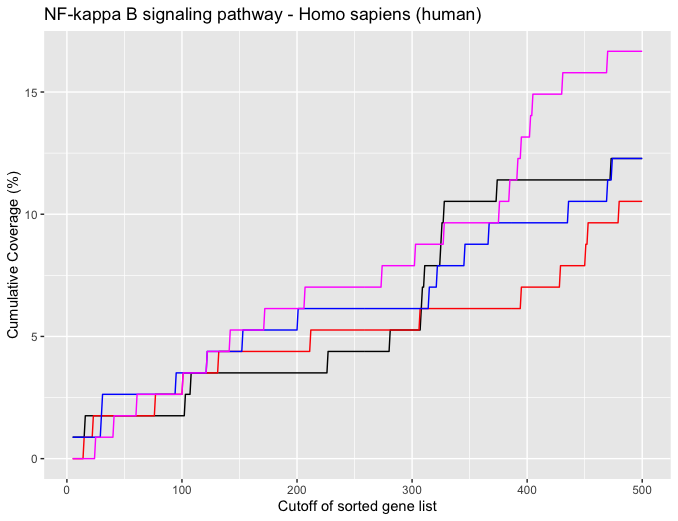 NF-kappa B signaling pathway - Homo sapiens (human)
Cumulative Coverage (%)
15
10
5
0
0 100 200 300 400 500
Cutoff of sorted gene list